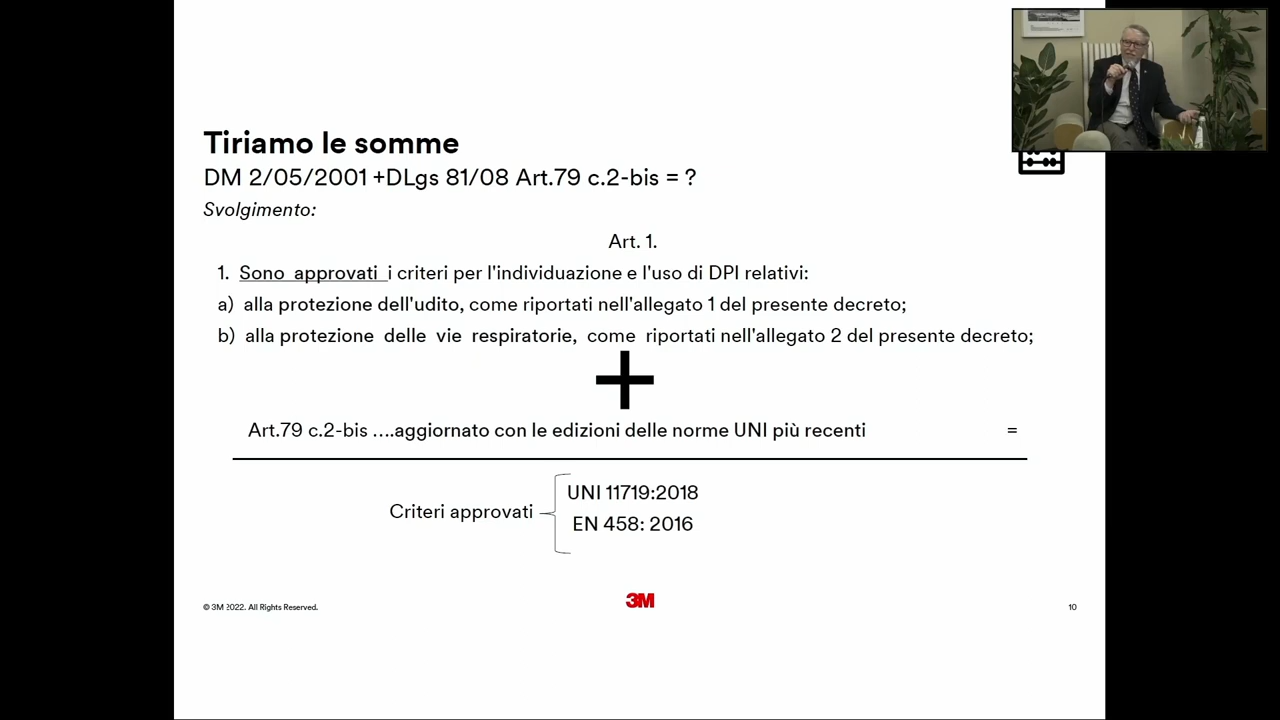 Tiriamo le somme
DM 2/05/2001 +DLgs 81/08 Art.79 c.2-bis = ?
Svolgimento:
Art. 1.
1. Sono approvati i criteri per l'individuazione e l'uso di DPI relativi:
a) alla protezione dell'udito, come riportati nell'allegato 1 del presente decreto;
b) alla protezione delle vie respiratorie, come riportati nell'allegato 2 del presente decreto;
+
Art.79 c.2-bis ....aggiornato con le edizioni delle norme UNI più recenti =
Criteri approvati
UNI 11719:2018
EN 458: 2016
© 3M 2022. All Rights Reserved.
3M
10